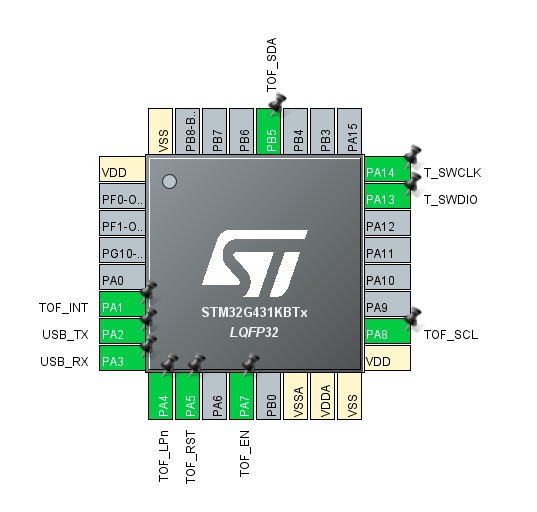 TOF_SDA
VSS
PB8-B..
PB7
PB6
PB5
PB4
PB3
PA15
VDD
PF0-O..
PF1-O..
PG10-..
PA0
TOF_INT PA1
USB_TX PA2
USB_RX PA3
PA14 T_SWCLK
PA13 T_SWDIO
PA12
PA11
PA10
PA9
PA8 TOF_SCL
VDD
ST
STM32G431KBTx
LQFP32
PA4
PA5
PA6
PA7
PB0
VSSA
VDDA
VSS
TOF_LPn
TOF_RST
TOF_EN